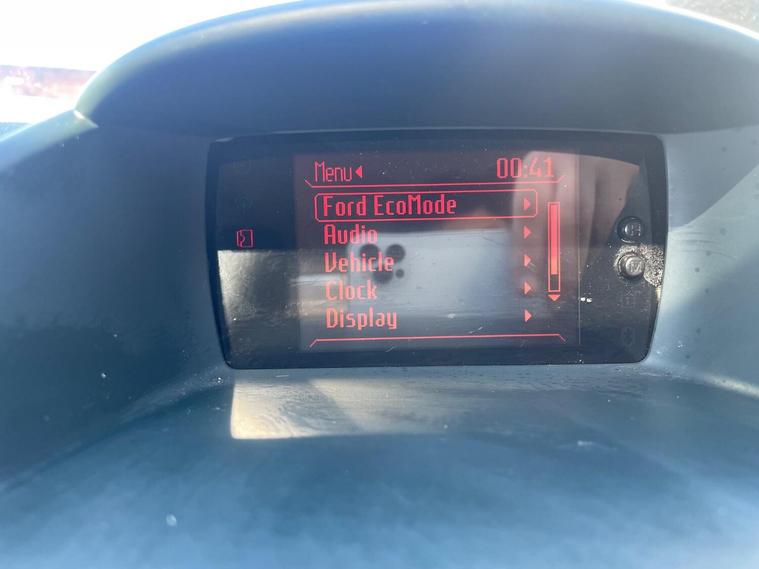 Menu
00:41
Ford EcoMode
Audio
Vehicle
Clock
Display